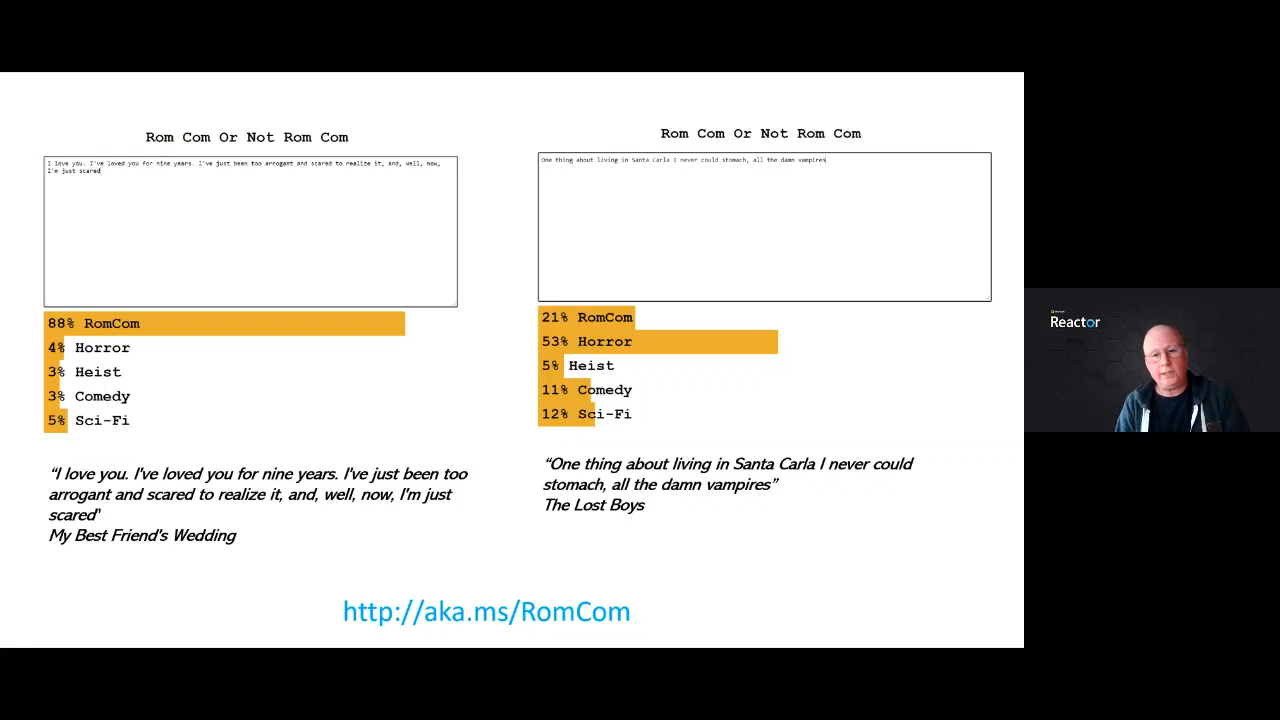 Rom Com Or Not Rom Com
I love you. I've loved you for nine years. I've just been too arrogant and scared to realize it, and, well, now,
I'm just scared
88% RomCom
4% Horror
3% Heist
3% Comedy
5% Sci-Fi
“I love you. I've loved you for nine years. I've just been too
arrogant and scared to realize it, and, well, now, I'm just
scared"
My Best Friend's Wedding
Rom Com Or Not Rom Com
One thing about living in Santa Carla I never could stomach, all the damn vampires
21% RomCom
53% Horror
5% Heist
11% Comedy
12% Sci-Fi
“One thing about living in Santa Carla I never could
stomach, all the damn vampires”
The Lost Boys
http://aka.ms/RomCom
Reactor